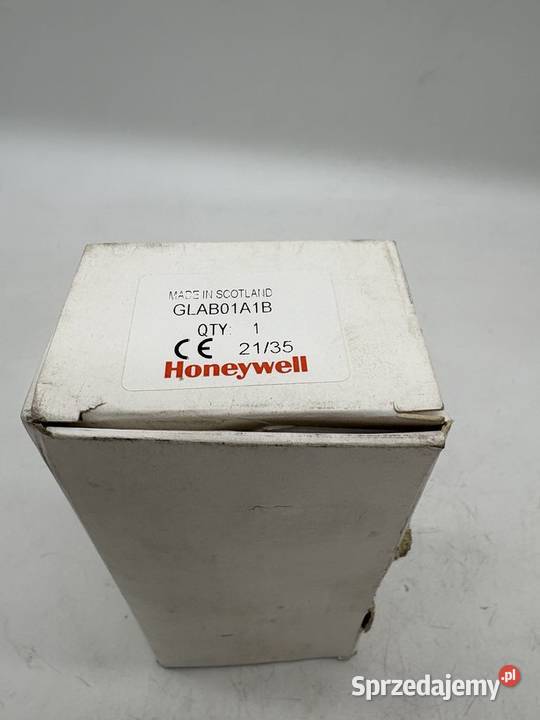 MADE IN SCOTLAND
GLAB01A1B
QTY: 1
CE 21/35
Honeywell
Sprzedajemy.pl